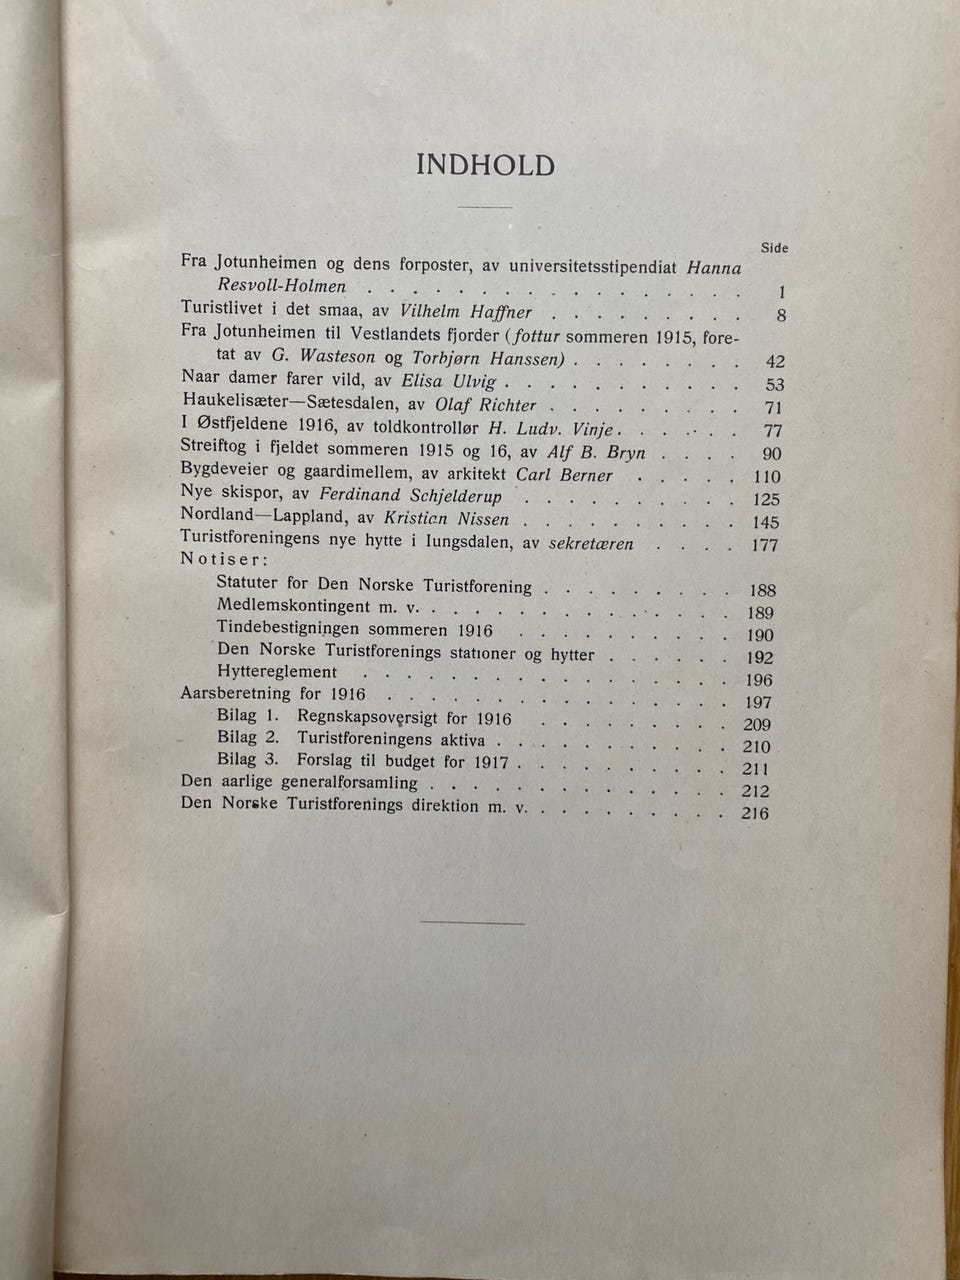 INDHOLD
Side
Fra Jotunheimen og dens forposter, av universitetsstipendiat Hanna
Resvoll-Holmen . . . . . . . . . . . . . . . . 1
Turistlivet i det smaa, av Vilhelm Haffner . . . . . . . . . 8
Fra Jotunheimen til Vestlandets fjorder (fottur sommeren 1915, fore-
tat av G. Wasteson og Torbjørn Hanssen) . . . . . . . . 42
Naar damer farer vild, av Elisa Ulvig . . . . . . . . . . . 53
Haukelisæter—Sætesdalen, av Olaf Richter . . . . . . . . . 71
I Østfjeldene 1916, av toldkontrollør H. Ludv. Vinje . . . . . . 77
Streiftog i fjeldet sommeren 1915 og 16, av Alf B. Bryn . . . . 90
Bygdeveier og gaardimellem, av arkitekt Carl Berner . . . . . 110
Nye skispor, av Ferdinand Schjelderup . . . . . . . . . . 125
Nordland—Lappland, av Kristian Nissen . . . . . . . . . . 145
Turistforeningens nye hytte i Iungsdalen, av sekretæren . . . . 177
Notiser:
Statuter for Den Norske Turistforening . . . . . . . . . 188
Medlemskontingent m. v. . . . . . . . . . . . . . 189
Tindebestigningen sommeren 1916 . . . . . . . . . . 190
Den Norske Turistforenings stationer og hytter . . . . . . 192
Hyttereglement . . . . . . . . . . . . . . . 196
Aarsberetning for 1916 . . . . . . . . . . . . . . 197
Bilag 1. Regnskapsoversigt for 1916 . . . . . . . . . 209
Bilag 2. Turistforeningens aktiva . . . . . . . . . . . 210
Bilag 3. Forslag til budget for 1917 . . . . . . . . . . 211
Den aarlige generalforsamling . . . . . . . . . . . . . 212
Den Norske Turistforenings direktion m. v. . . . . . . . . . 216